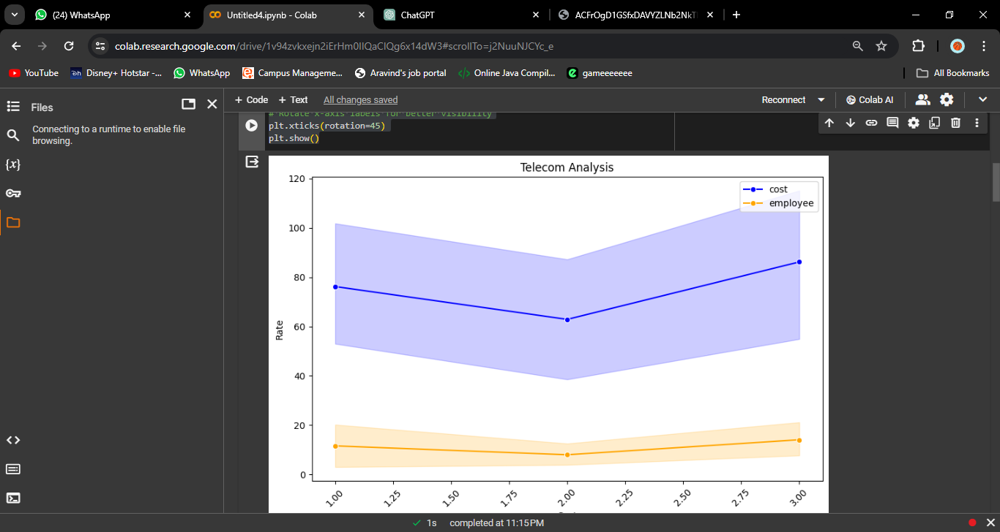 (24) WhatsApp
Untitled4.ipynb - Colab
ChatGPT
ACFrOgD1GSfxDAVYZLNb2NkT
colab.research.google.com/drive/1v94zvkxejn2iErHm0lIQaCIQg6x14dW3#scrollTo=j2NuuNJCYc_e
YouTube
Disney+ Hotstar -...
WhatsApp
Campus Manageme...
Aravind's job portal
Online Java Compil...
gameeeeeee
All Bookmarks
Files
+ Code
+ Text
All changes saved
Reconnect
Colab AI
Connecting to a runtime to enable file
browsing.
{x}
# Rotate x-axis labels for better visibility
plt.xticks(rotation=45)
plt.show()
Telecom Analysis
cost
employee
Rate
120
100
80
60
40
20
0
1.00
1.25
1.50
1.75
2.00
2.25
2.50
2.75
3.00
1s completed at 11:15 PM